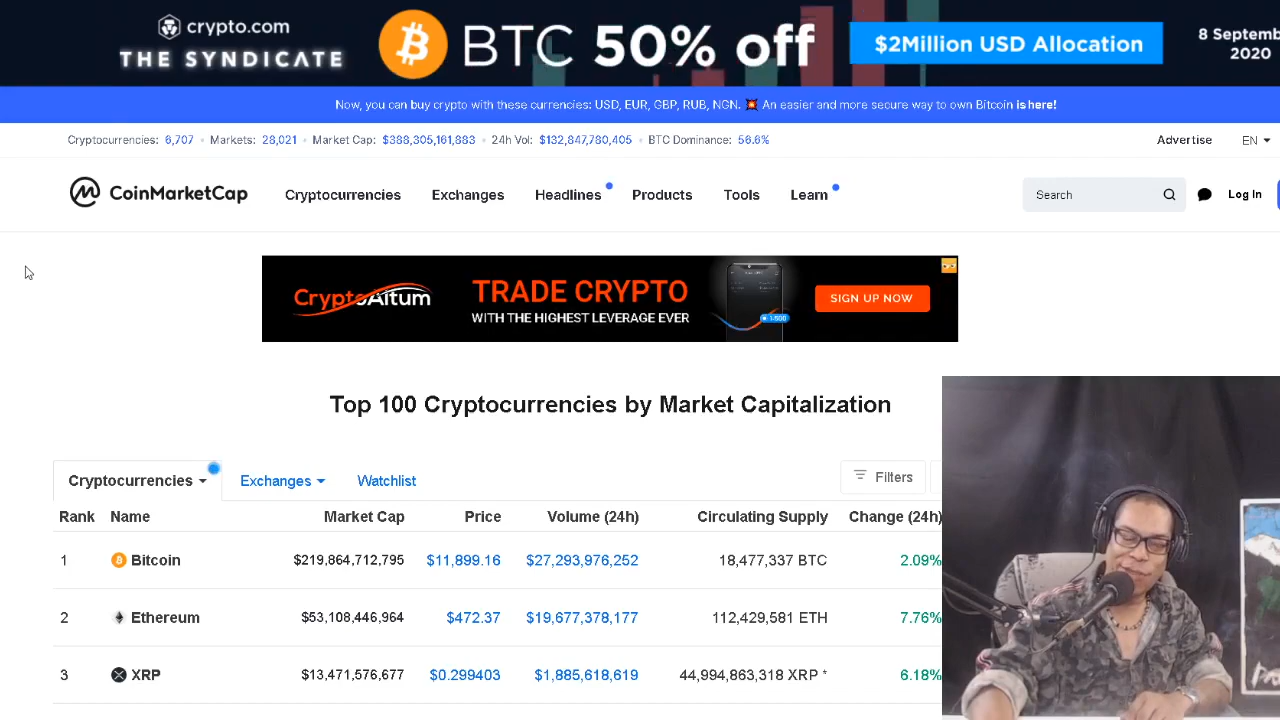 crypto.com
THE SYNDICATE
BTC 50% off
$2Million USD Allocation
8 Septemb
2020
Now, you can buy crypto with these currencies: USD, EUR, GBP, RUB, NGN. 💥 An easier and more secure way to own Bitcoin is here!
Cryptocurrencies: 6,707 • Markets: 28,021 • Market Cap: $388,305,161,883 • 24h Vol: $132,847,780,405 • BTC Dominance: 56.6%
Advertise EN
CoinMarketCap Cryptocurrencies Exchanges Headlines Products Tools Learn Search Log In
CryptoAltum
TRADE CRYPTO
WITH THE HIGHEST LEVERAGE EVER
SIGN UP NOW
1:500
Top 100 Cryptocurrencies by Market Capitalization
Cryptocurrencies Exchanges Watchlist Filters
Rank Name Market Cap Price Volume (24h) Circulating Supply Change (24h)
1 Bitcoin $219,864,712,795 $11,899.16 $27,293,976,252 18,477,337 BTC 2.09%
2 Ethereum $53,108,446,964 $472.37 $19,677,378,177 112,429,581 ETH 7.76%
3 XRP $13,471,576,677 $0.299403 $1,885,618,619 44,994,863,318 XRP * 6.18%